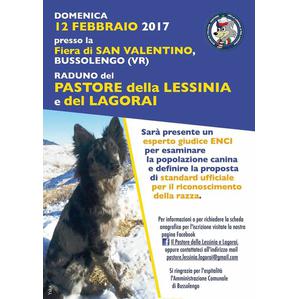 DOMENICA
12 FEBBRAIO 2017
presso la
Fiera di SAN VALENTINO,
BUSSOLENGO (VR)
RADUNO del
PASTORE della LESSINIA
e del LAGORAI
Sarà presente un
esperto giudice ENCI
per esaminare
la popolazione canina
e definire la proposta
di standard ufficiale
per il riconoscimento
della razza.
Per informazioni o per richiedere la scheda
anagrafica per l'iscrizione visitate la nostra
pagina Facebook
Il Pastore della Lessinia e Lagorai,
oppure contattateci all'indirizzo mail
pastore.lessinia.lagorai@gmail.com
Si ringrazia per l'ospitalità
l'Amministrazione Comunale
di Bussolengo